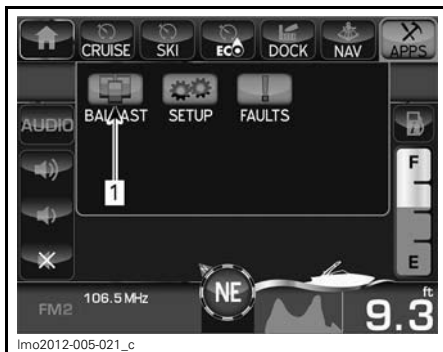 CRUISE SKI ECO DOCK NAV APPS
AUDIO BALLAST SETUP FAULTS
1
F
E
NE
ft
FM2 106.5 MHz 9.3
lmo2012-005-021_c